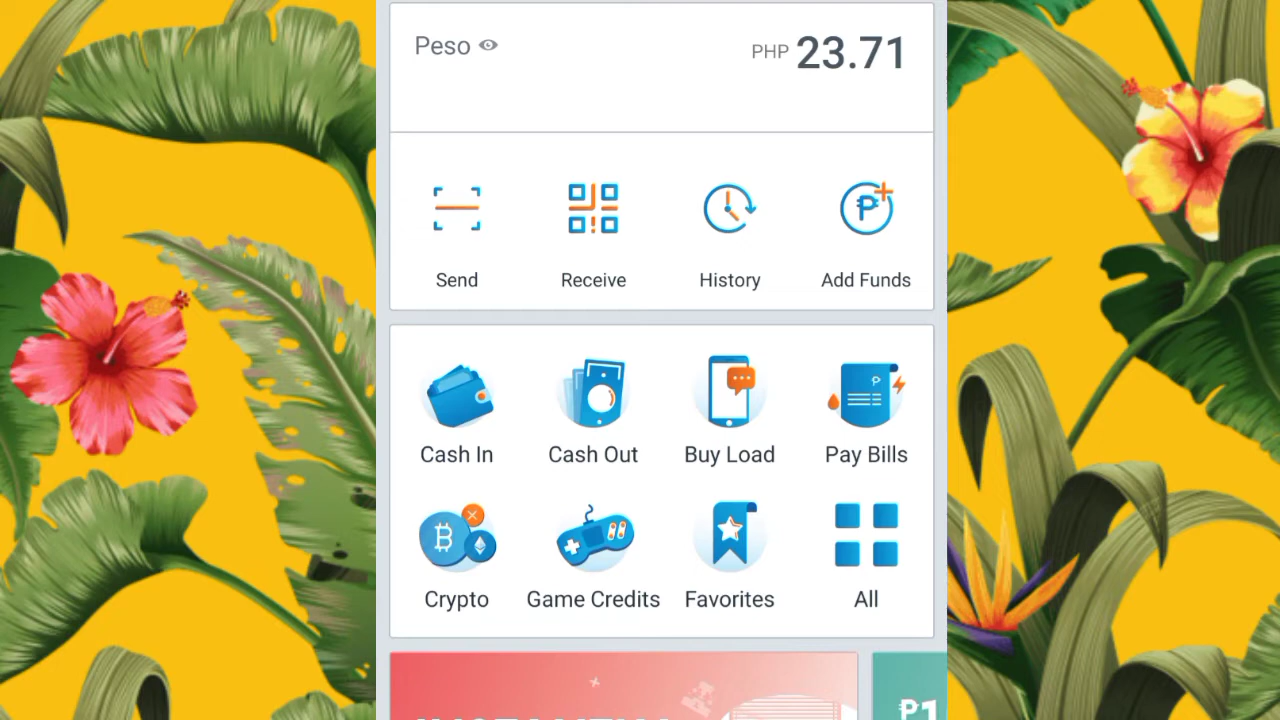 Peso PHP 23.71
Send Receive History Add Funds
Cash In Cash Out Buy Load Pay Bills
Crypto Game Credits Favorites All
₱1